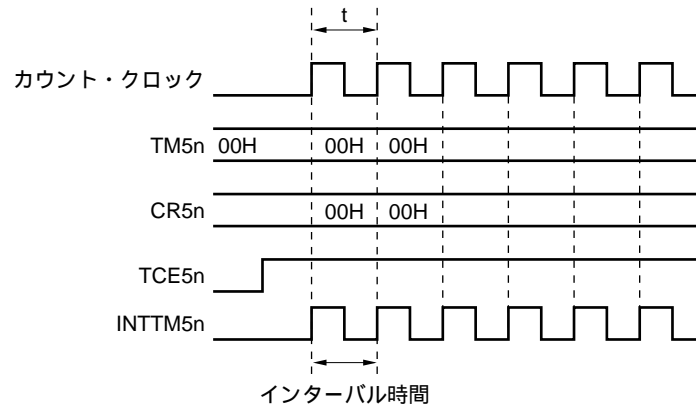 t
カウント・クロック
TM5n 00H 00H 00H
CR5n 00H 00H
TCE5n
INTTM5n
インターバル時間